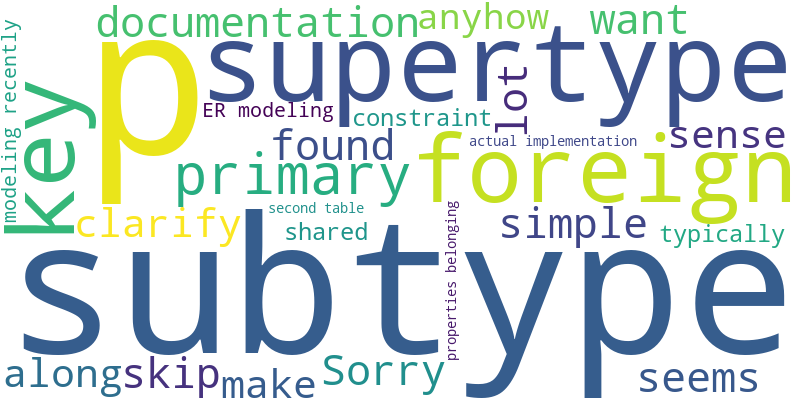 documentation
anyhow
want
p
supertype
modeling recently
key
ER modeling
constraint
lot
found
actual implementation
sense
primary
foreign
clarify
second table
shared
properties belonging
simple
typically
subtype
along
skip
make
Sorry
seems